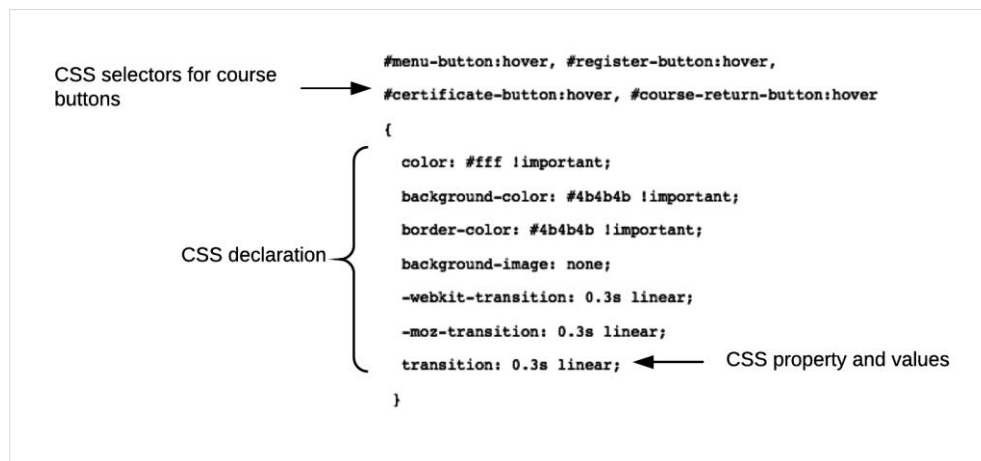 CSS selectors for course
buttons
#menu-button:hover, #register-button:hover,
#certificate-button:hover, #course-return-button:hover
{
color: #fff !important;
background-color: #4b4b4b !important;
border-color: #4b4b4b !important;
background-image: none;
-webkit-transition: 0.3s linear;
-moz-transition: 0.3s linear;
transition: 0.3s linear;
}
CSS declaration
CSS property and values